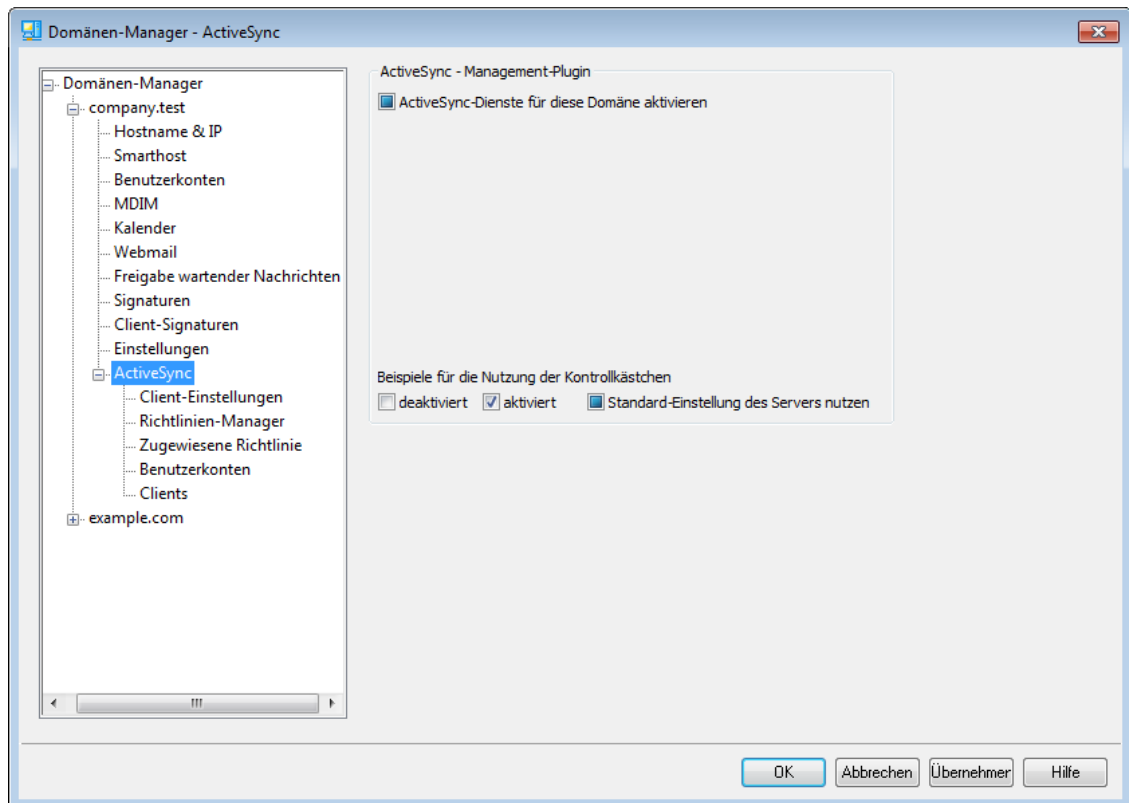 Domänen-Manager - ActiveSync
Domänen-Manager
company.test
Hostname & IP
Smarthost
Benutzerkonten
MDIM
Kalender
Webmail
Freigabe wartender Nachrichten
Signaturen
Client-Signaturen
Einstellungen
ActiveSync
Client-Einstellungen
Richtlinien-Manager
Zugewiesene Richtlinie
Benutzerkonten
Clients
example.com
ActiveSync - Management-Plugin
ActiveSync-Dienste für diese Domäne aktivieren
Beispiele für die Nutzung der Kontrollkästchen
deaktiviert aktiviert Standard-Einstellung des Servers nutzen
OK Abbrechen Übernehmer Hilfe